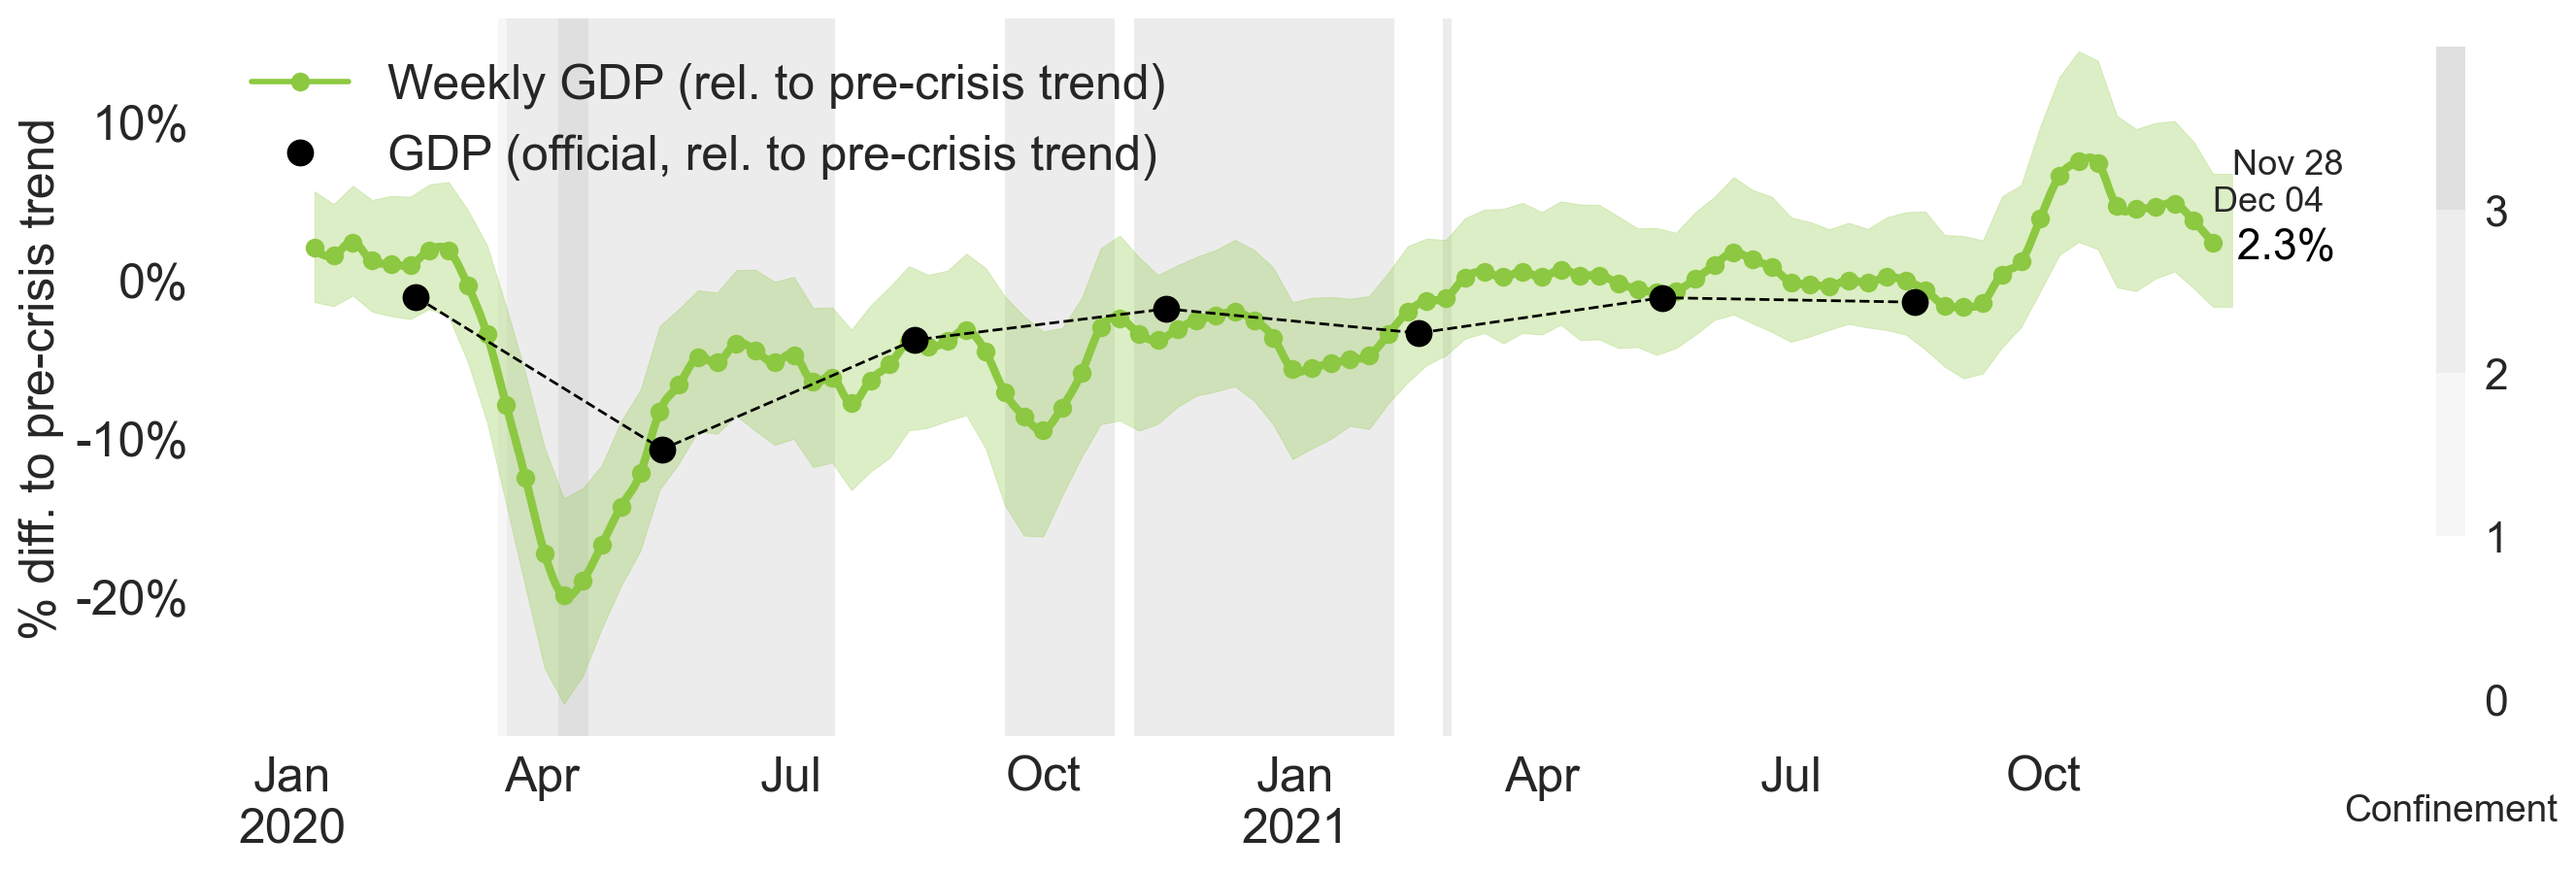 Weekly GDP (rel. to pre-crisis trend)
GDP (official, rel. to pre-crisis trend)
% diff. to pre-crisis trend
10%
0%
-10%
-20%
Nov 28
Dec 04
2.3%
3
2
1
0
Jan Apr Jul Oct Jan Apr Jul Oct
2020 2021
Confinement